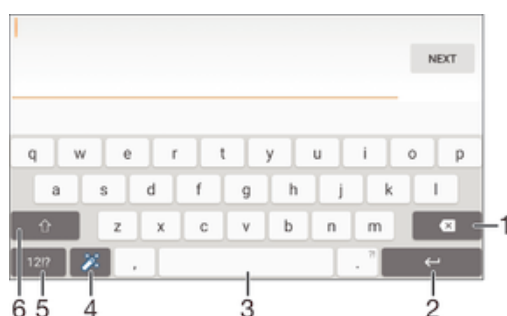 NEXT
q w e r t y u i o p
a s d f g h j k l
z x c v b n m 1
12!? , . ?!
6 5 4 3 2